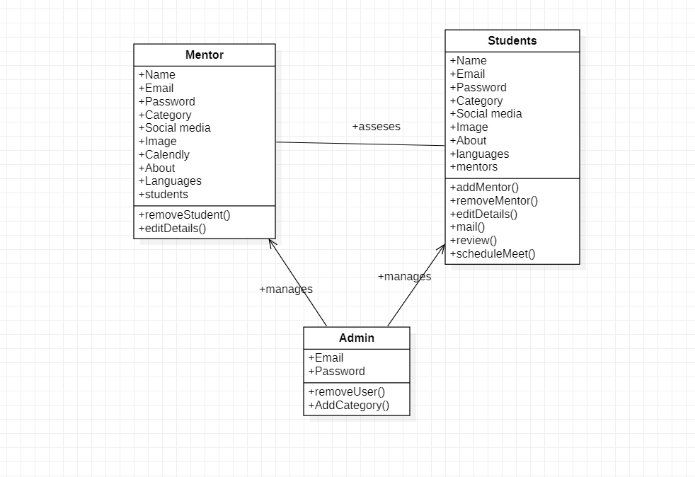 Mentor
+Name
+Email
+Password
+Category
+Social media
+Image
+Calendly
+About
+Languages
+students
+removeStudent()
+editDetails()
+asseses
Students
+Name
+Email
+Password
+Category
+Social media
+Image
+About
+languages
+mentors
+addMentor()
+removeMentor()
+editDetails()
+mail()
+review()
+scheduleMeet()
+manages
+manages
Admin
+Email
+Password
+removeUser()
+AddCategory()